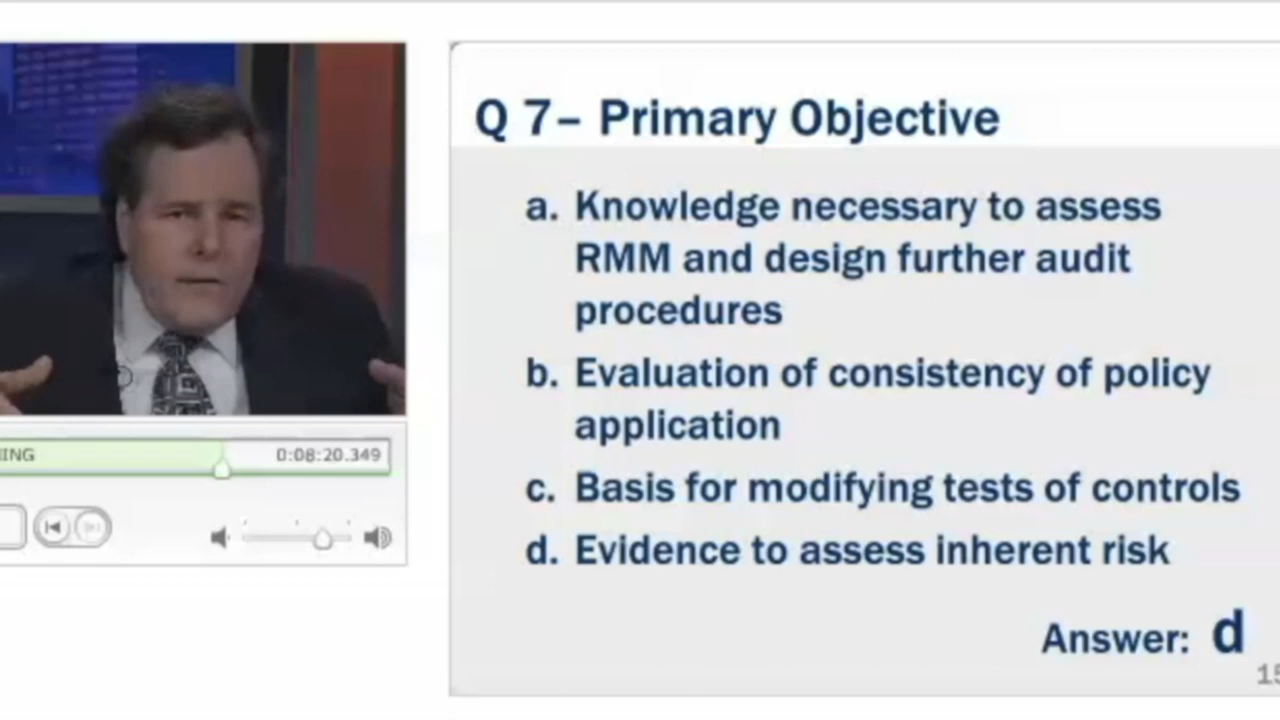 Q 7– Primary Objective
a. Knowledge necessary to assess
RMM and design further audit
procedures
b. Evaluation of consistency of policy
application
c. Basis for modifying tests of controls
d. Evidence to assess inherent risk
Answer: d
15
ING
0:08:20.349